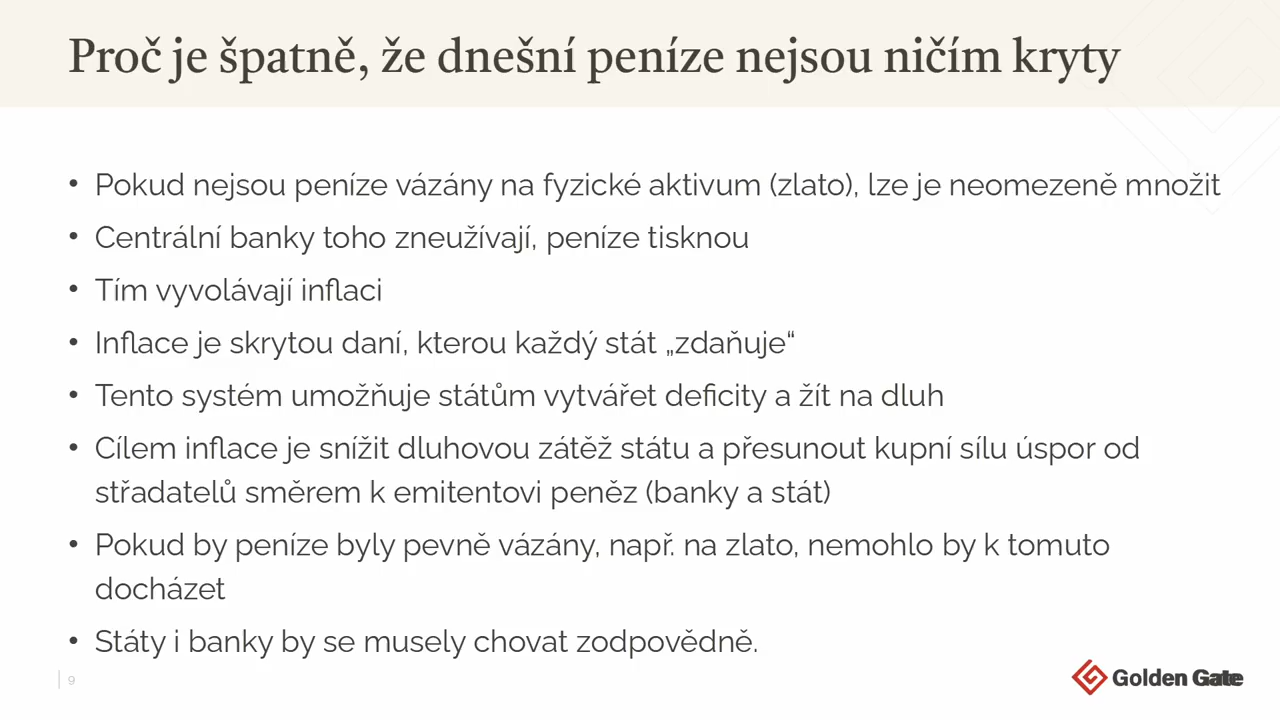 Proč je špatně, že dnešní peníze nejsou ničím kryty
• Pokud nejsou peníze vázány na fyzické aktivum (zlato), lze je neomezeně množit
• Centrální banky toho zneužívají, peníze tisknou
• Tím vyvolávají inflaci
• Inflace je skrytou daní, kterou každý stát „zdaňuje“
• Tento systém umožňuje státům vytvářet deficity a žít na dluh
• Cílem inflace je snížit dluhovou zátěž státu a přesunout kupní sílu úspor od
střadatelů směrem k emitentovi peněz (banky a stát)
• Pokud by peníze byly pevně vázány, např. na zlato, nemohlo by k tomuto
docházet
• Státy i banky by se musely chovat zodpovědně.
9
Golden Gate